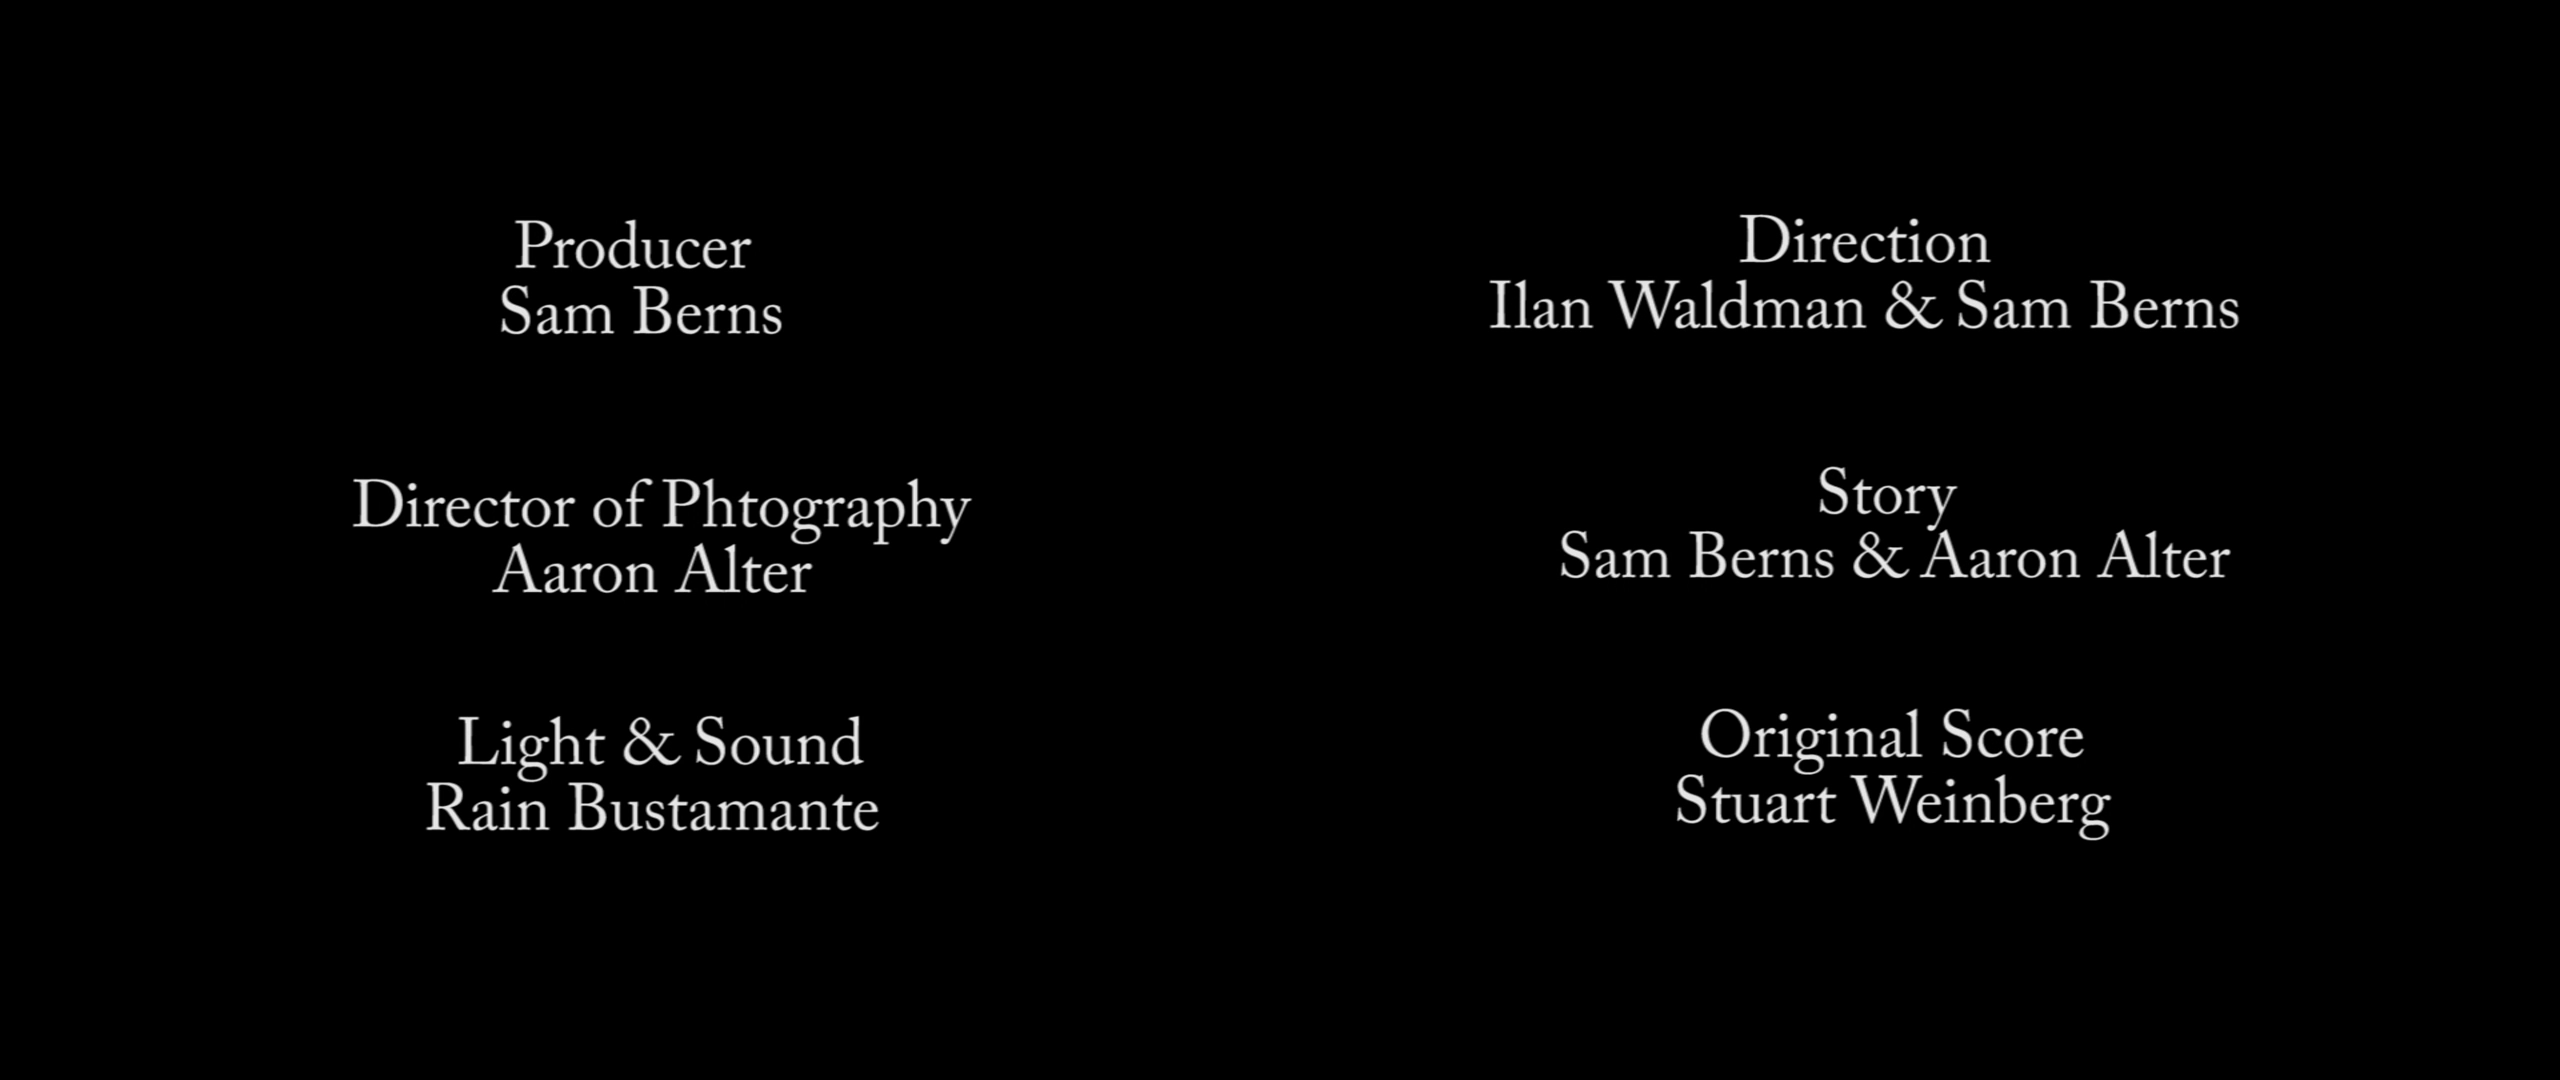 Producer
Sam Berns
Direction
Ilan Waldman & Sam Berns
Director of Phtography
Aaron Alter
Story
Sam Berns & Aaron Alter
Light & Sound
Rain Bustamante
Original Score
Stuart Weinberg